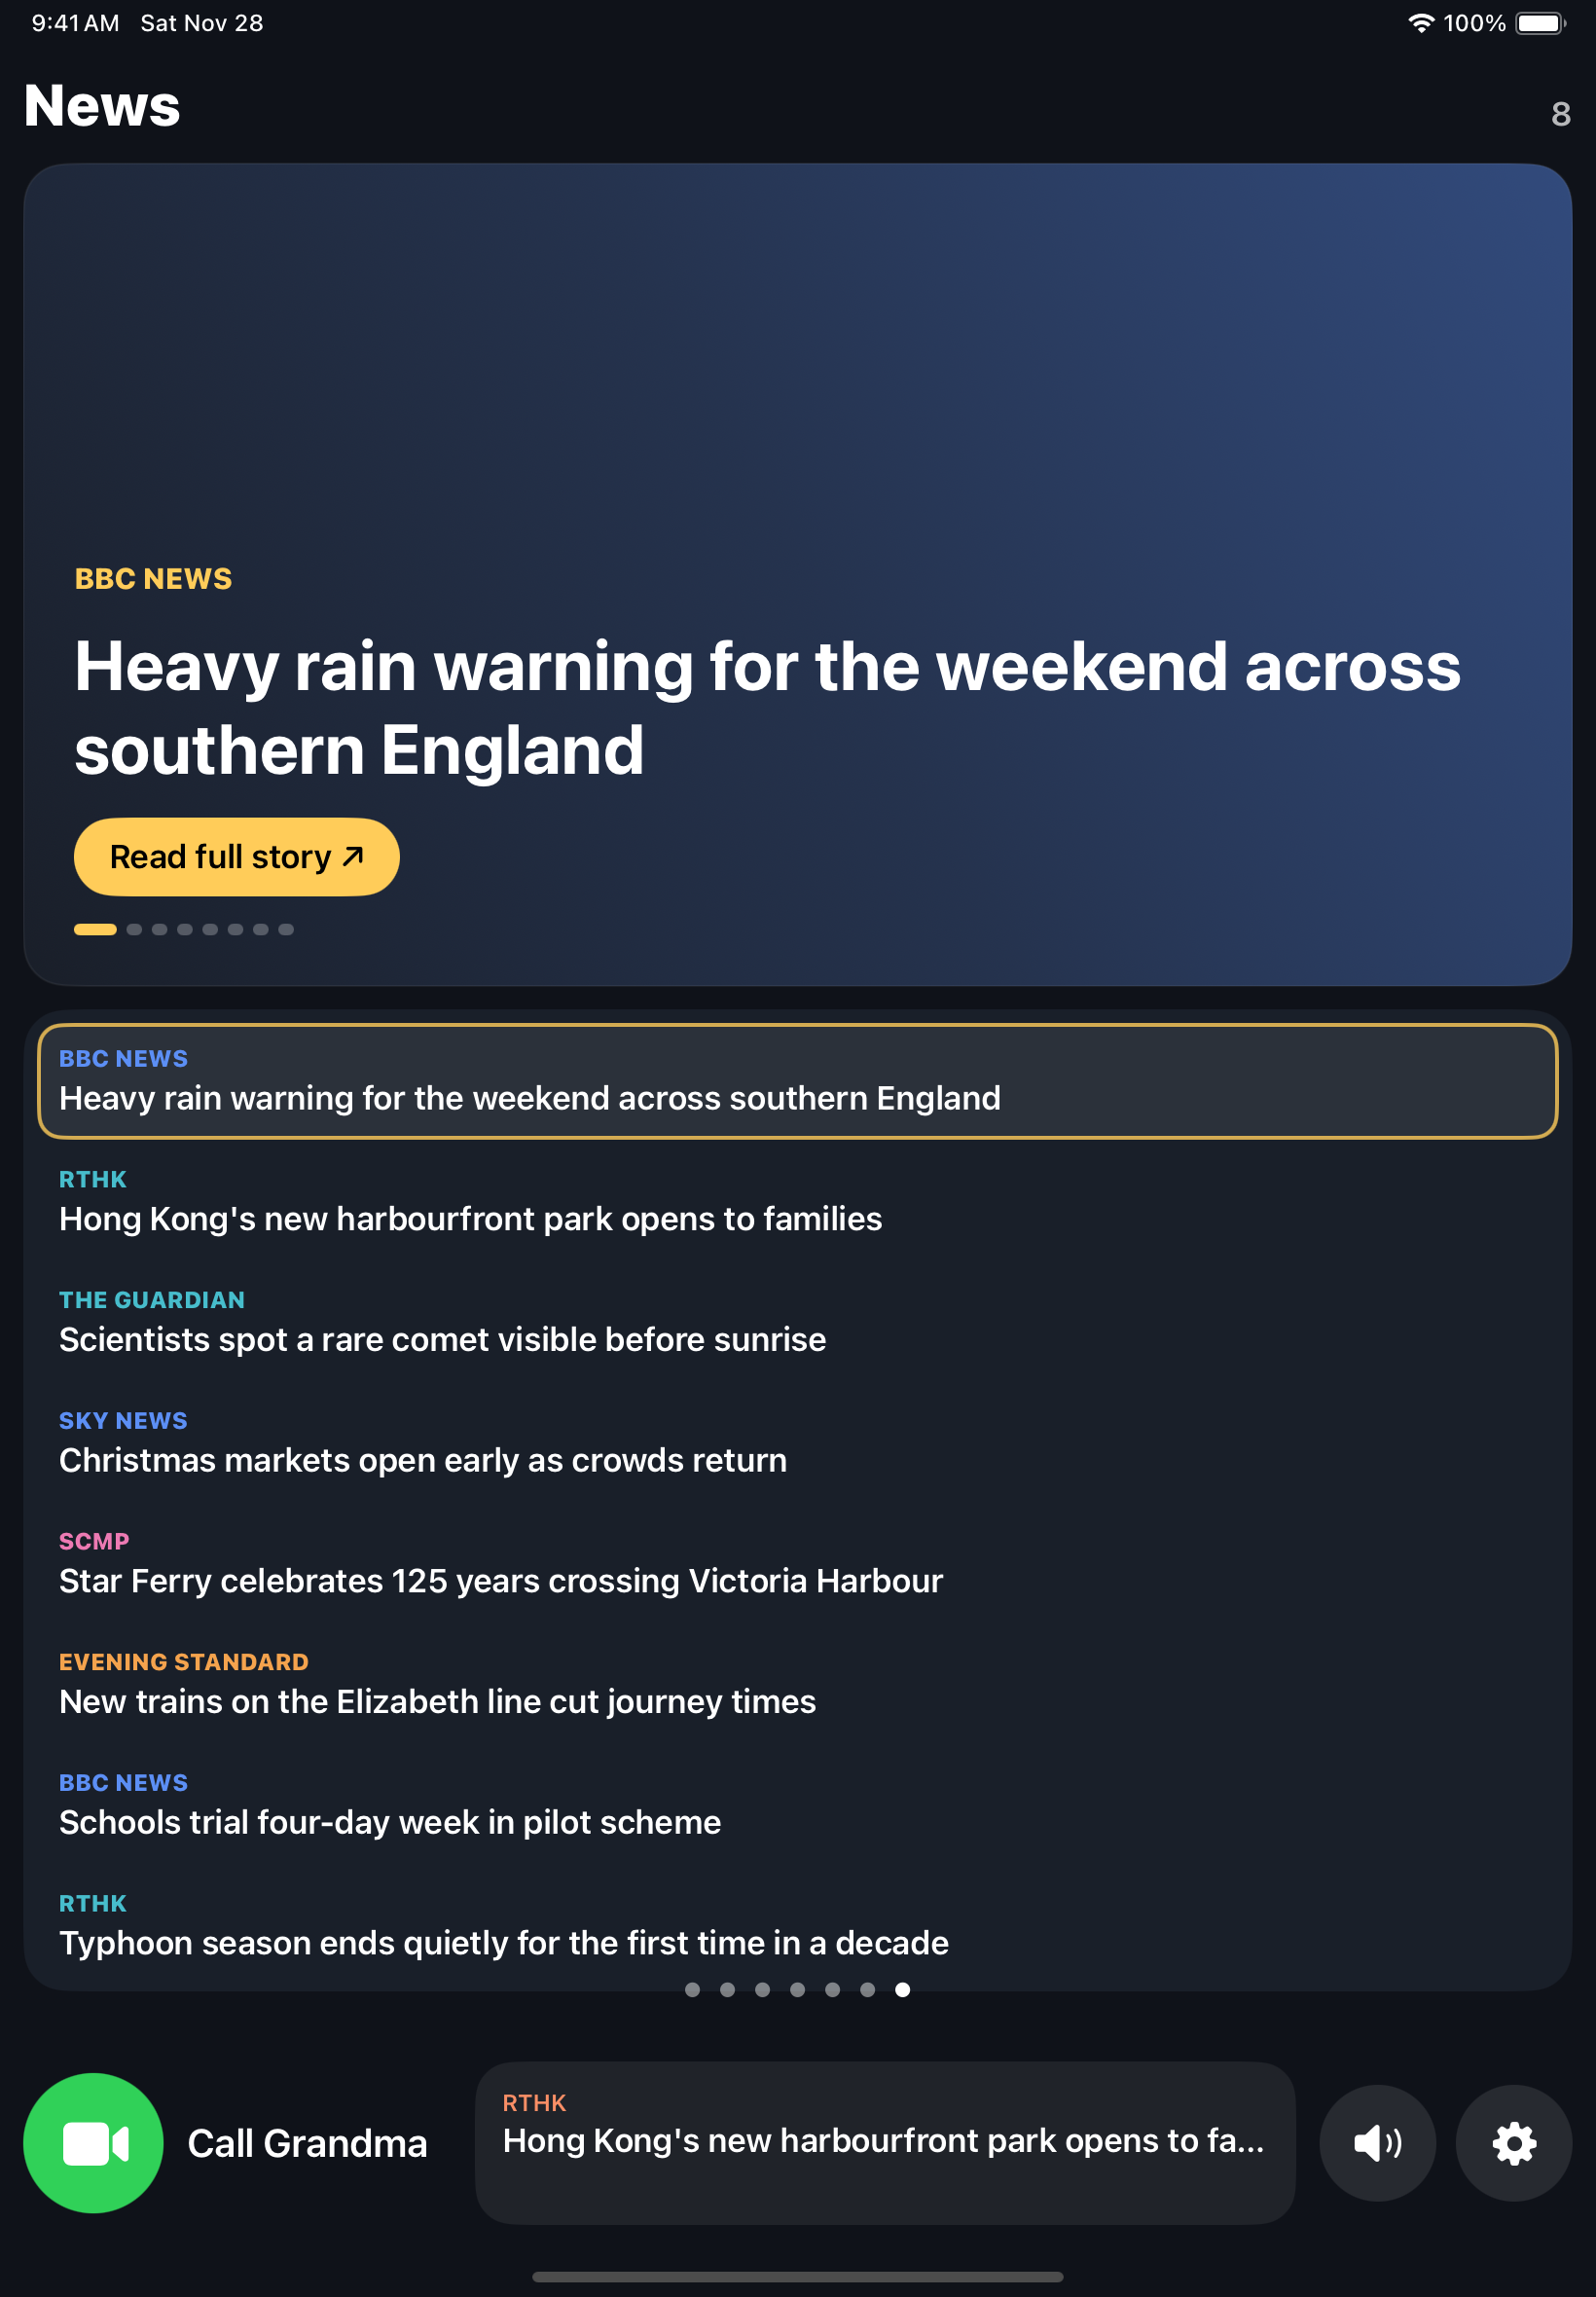 9:41 AM Sat Nov 28
100%
News
8
BBC NEWS
Heavy rain warning for the weekend across
southern England
Read full story
BBC NEWS
Heavy rain warning for the weekend across southern England
RTHK
Hong Kong's new harbourfront park opens to families
THE GUARDIAN
Scientists spot a rare comet visible before sunrise
SKY NEWS
Christmas markets open early as crowds return
SCMP
Star Ferry celebrates 125 years crossing Victoria Harbour
EVENING STANDARD
New trains on the Elizabeth line cut journey times
BBC NEWS
Schools trial four-day week in pilot scheme
RTHK
Typhoon season ends quietly for the first time in a decade
Call Grandma
RTHK
Hong Kong's new harbourfront park opens to fa...